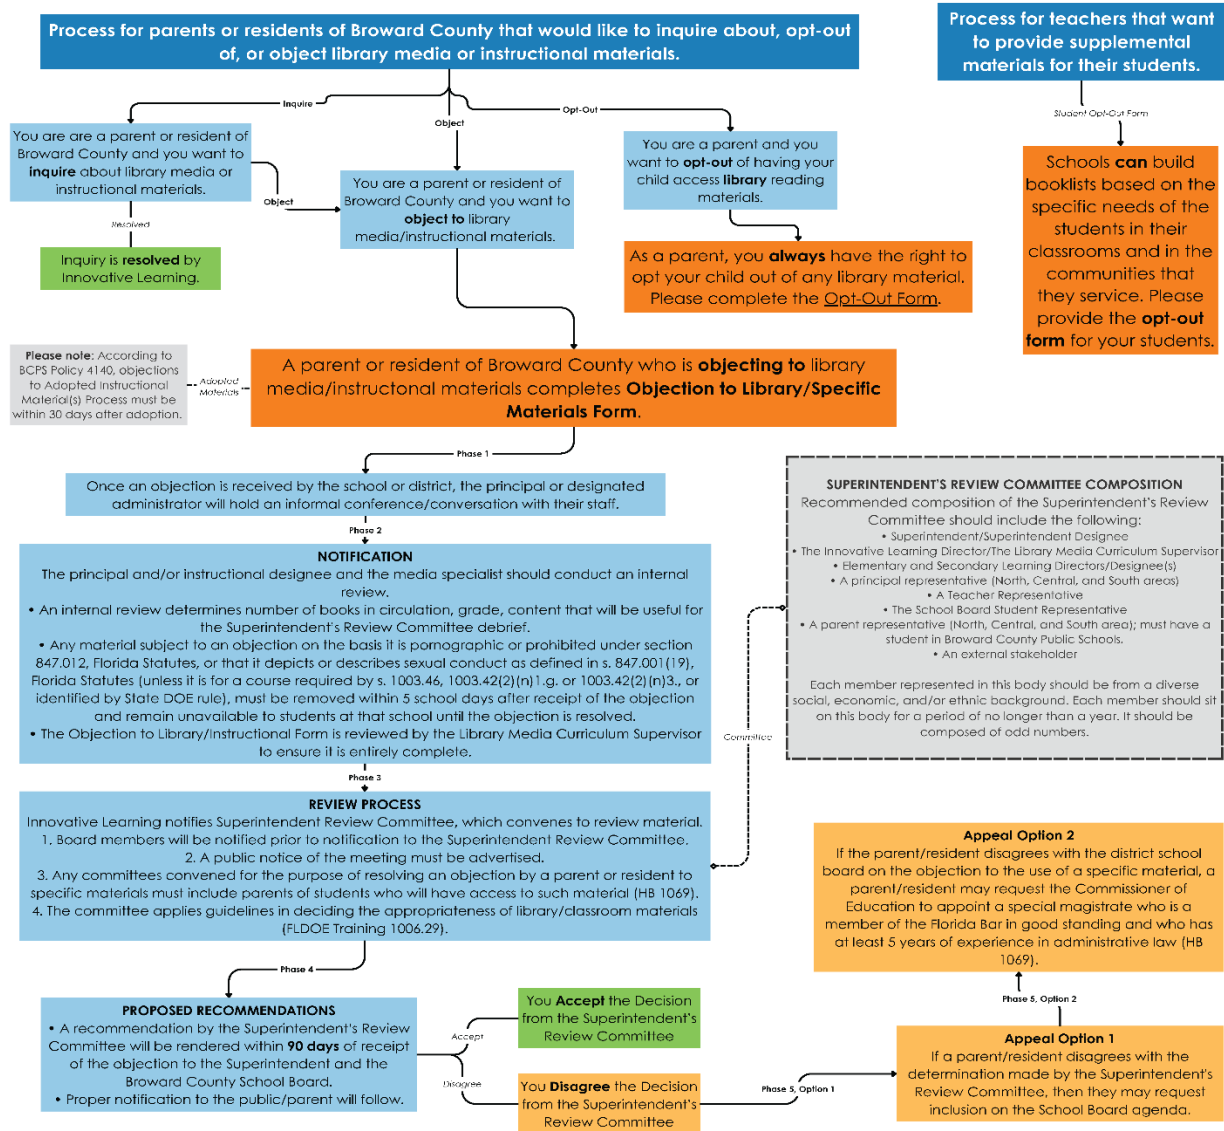 Process for parents or residents of Broward County that would like to inquire about, opt-out
of, or object library media or instructional materials.
Process for teachers that want
to provide supplemental
materials for their students.
Inquire
Object
Opt-Out
Student Opt-Out Form
You are are a parent or resident of
Broward County and you want to
inquire about library media or
instructional materials.
Object
You are a parent or resident of
Broward County and you want to
object to library
media/instructional materials.
You are a parent and you
want to opt-out of having your
child access library reading
materials.
Schools can build
booklists based on the
specific needs of the
students in their
classrooms and in the
communities that
they service. Please
provide the opt-out
form for your students.
Resolved
Inquiry is resolved by
Innovative Learning.
As a parent, you always have the right to
opt your child out of any library material.
Please complete the Opt-Out Form.
Please note: According to
BCPS Policy 4140, objections
to Adopted Instructional
Material(s) Process must be
within 30 days after adoption.
Adopted
Materials
A parent or resident of Broward County who is objecting to library
media/instructonal materials completes Objection to Library/Specific
Materials Form.
Phase 1
Once an objection is received by the school or district, the principal or designated
administrator will hold an informal conference/conversation with their staff.
Phase 2
NOTIFICATION
The principal and/or instructional designee and the media specialist should conduct an internal
review.
• An internal review determines number of books in circulation, grade, content that will be useful for
the Superintendent's Review Committee debrief.
• Any material subject to an objection on the basis it is pornographic or prohibited under section
847.012, Florida Statutes, or that it depicts or describes sexual conduct as defined in s. 847.001(19),
Florida Statutes (unless it is for a course required by s. 1003.46, 1003.42(2)(n)1.g. or 1003.42(2)(n)3., or
identified by State DOE rule), must be removed within 5 school days after receipt of the objection
and remain unavailable to students at that school until the objection is resolved.
• The Objection to Library/Instructional Form is reviewed by the Library Media Curriculum Supervisor
to ensure it is entirely complete.
SUPERINTENDENT'S REVIEW COMMITTEE COMPOSITION
Recommended composition of the Superintendent's Review
Committee should include the following:
• Superintendent/Superintendent Designee
• The Innovative Learning Director/The Library Media Curriculum Supervisor
• Elementary and Secondary Learning Directors/Designee(s)
• A principal representative (North, Central, and South areas)
• A Teacher Representative
• The School Board Student Representative
• A parent representative (North, Central, and South area); must have a
student in Broward County Public Schools.
• An external stakeholder
Each member represented in this body should be from a diverse
social, economic, and/or ethnic background. Each member should sit
on this body for a period of no longer than a year. It should be
composed of odd numbers.
Committee
Phase 3
REVIEW PROCESS
Innovative Learning notifies Superintendent Review Committee, which convenes to review material.
1. Board members will be notified prior to notification to the Superintendent Review Committee.
2. A public notice of the meeting must be advertised.
3. Any committees convened for the purpose of resolving an objection by a parent or resident to
specific materials must include parents of students who will have access to such material (HB 1069).
4. The committee applies guidelines in deciding the appropriateness of library/classroom materials
(FLDOE Training 1006.29).
Appeal Option 2
If the parent/resident disagrees with the district school
board on the objection to the use of a specific material, a
parent/resident may request the Commissioner of
Education to appoint a special magistrate who is a
member of the Florida Bar in good standing and who has
at least 5 years of experience in administrative law (HB
1069).
Phase 4
PROPOSED RECOMMENDATIONS
• A recommendation by the Superintendent's Review
Committee will be rendered within 90 days of receipt
of the objection to the Superintendent and the
Broward County School Board.
• Proper notification to the public/parent will follow.
Accept
Disagree
You Accept the Decision
from the Superintendent's
Review Committee
You Disagree the Decision
from the Superintendent's
Review Committee
Phase 5, Option 1
Phase 5, Option 2
Appeal Option 1
If a parent/resident disagrees with the
determination made by the Superintendent's
Review Committee, then they may request
inclusion on the School Board agenda.